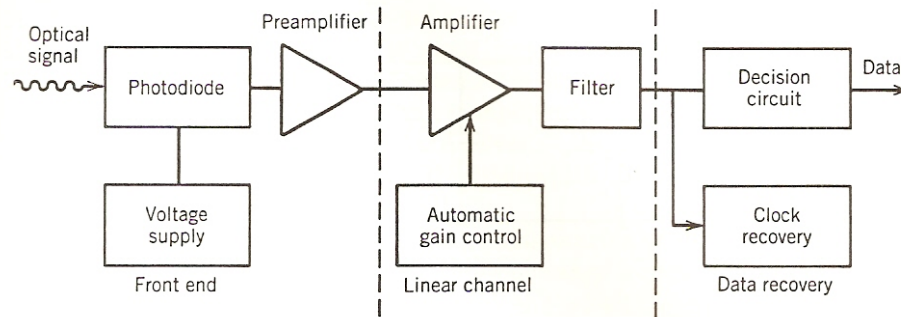 Optical
signal
Photodiode
Preamplifier
Amplifier
Filter
Decision
circuit
Data
Voltage
supply
Automatic
gain control
Clock
recovery
Front end
Linear channel
Data recovery